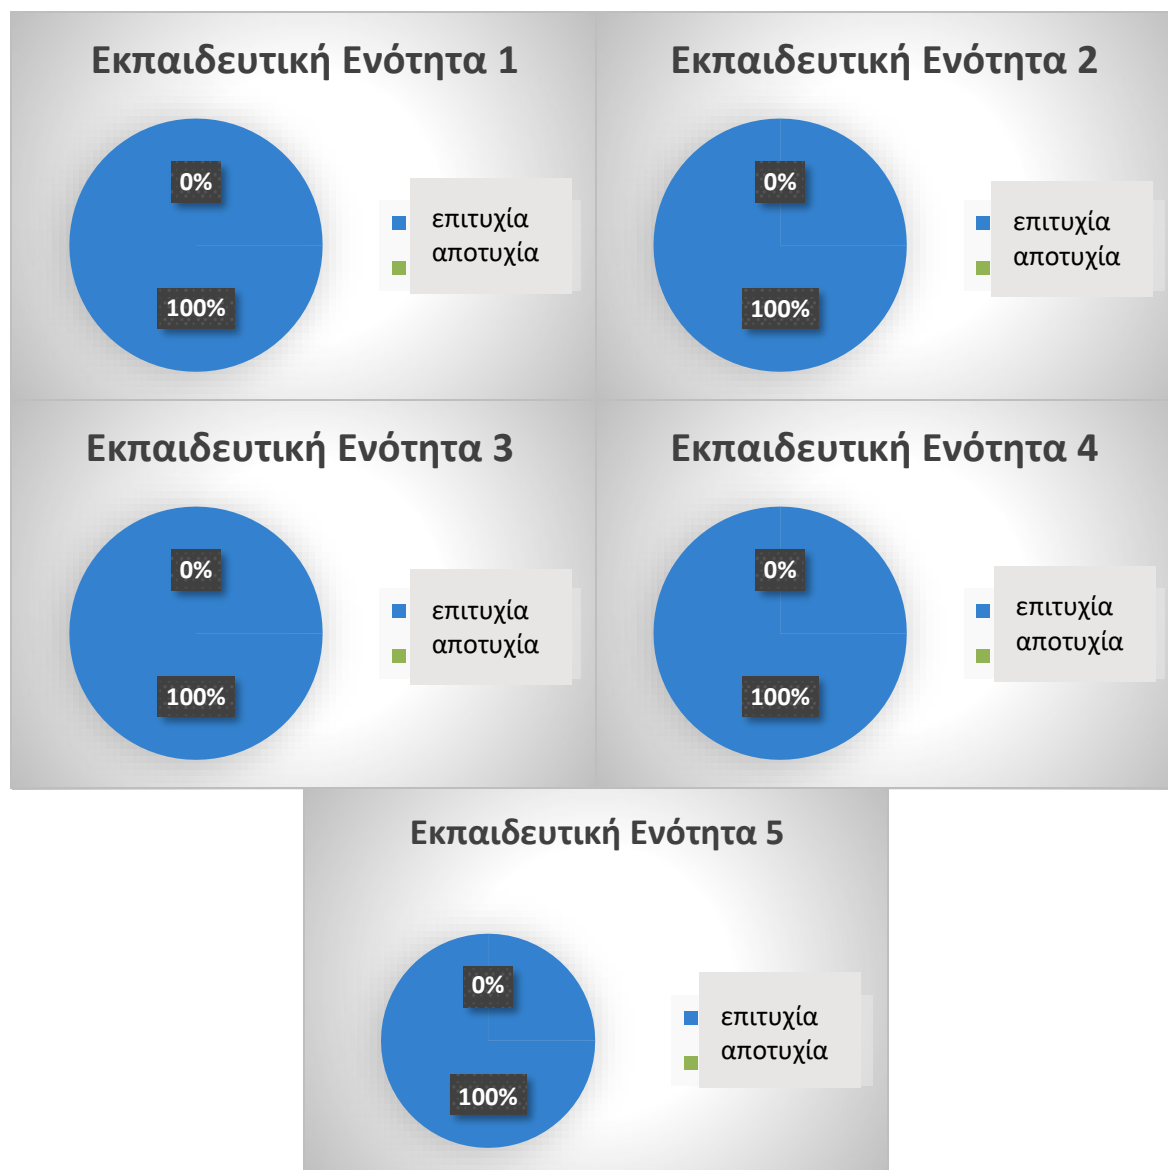 Εκπαιδευτική Ενότητα 1
0%
100%
επιτυχία
αποτυχία
Εκπαιδευτική Ενότητα 2
0%
100%
επιτυχία
αποτυχία
Εκπαιδευτική Ενότητα 3
0%
100%
επιτυχία
αποτυχία
Εκπαιδευτική Ενότητα 4
0%
100%
επιτυχία
αποτυχία
Εκπαιδευτική Ενότητα 5
0%
100%
επιτυχία
αποτυχία